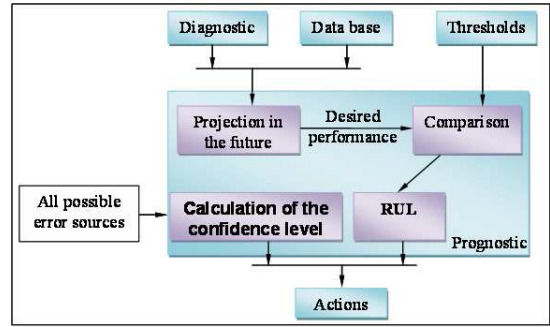 Diagnostic
Data base
Thresholds
Projection in
the future
Desired
performance
Comparison
All possible
error sources
Calculation of the
confidence level
RUL
Prognostic
Actions